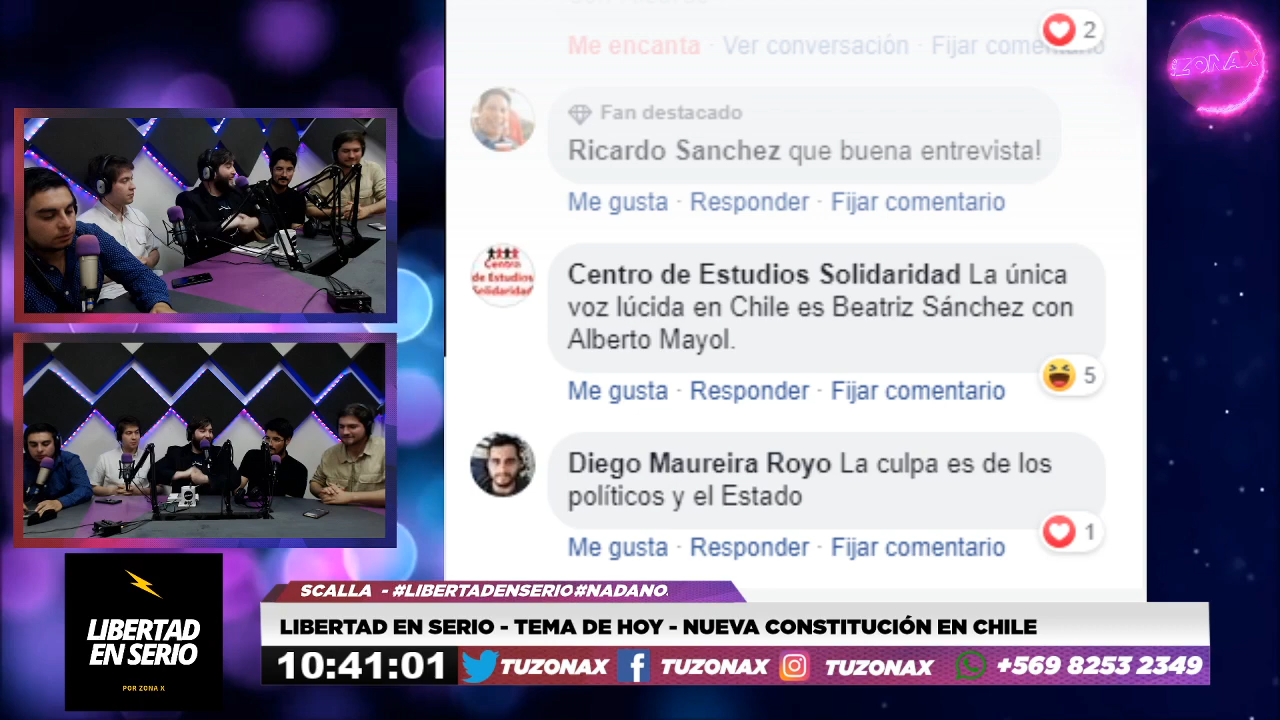 Me encanta · Ver conversación · Fijar comentario
2
ZONAX
Fan destacado
Ricardo Sanchez que buena entrevista!
Me gusta · Responder · Fijar comentario
Centro de Estudios Solidaridad
Centro de Estudios Solidaridad La única
voz lúcida en Chile es Beatriz Sánchez con
Alberto Mayol.
5
Me gusta · Responder · Fijar comentario
Diego Maureira Royo La culpa es de los
políticos y el Estado
1
Me gusta · Responder · Fijar comentario
SCALLA - #LIBERTADENSERIO#NADANO
LIBERTAD EN SERIO - TEMA DE HOY - NUEVA CONSTITUCIÓN EN CHILE
LIBERTAD
EN SERIO
POR ZONA X
10:41:01 TUZONAX TUZONAX TUZONAX +569 8253 2349